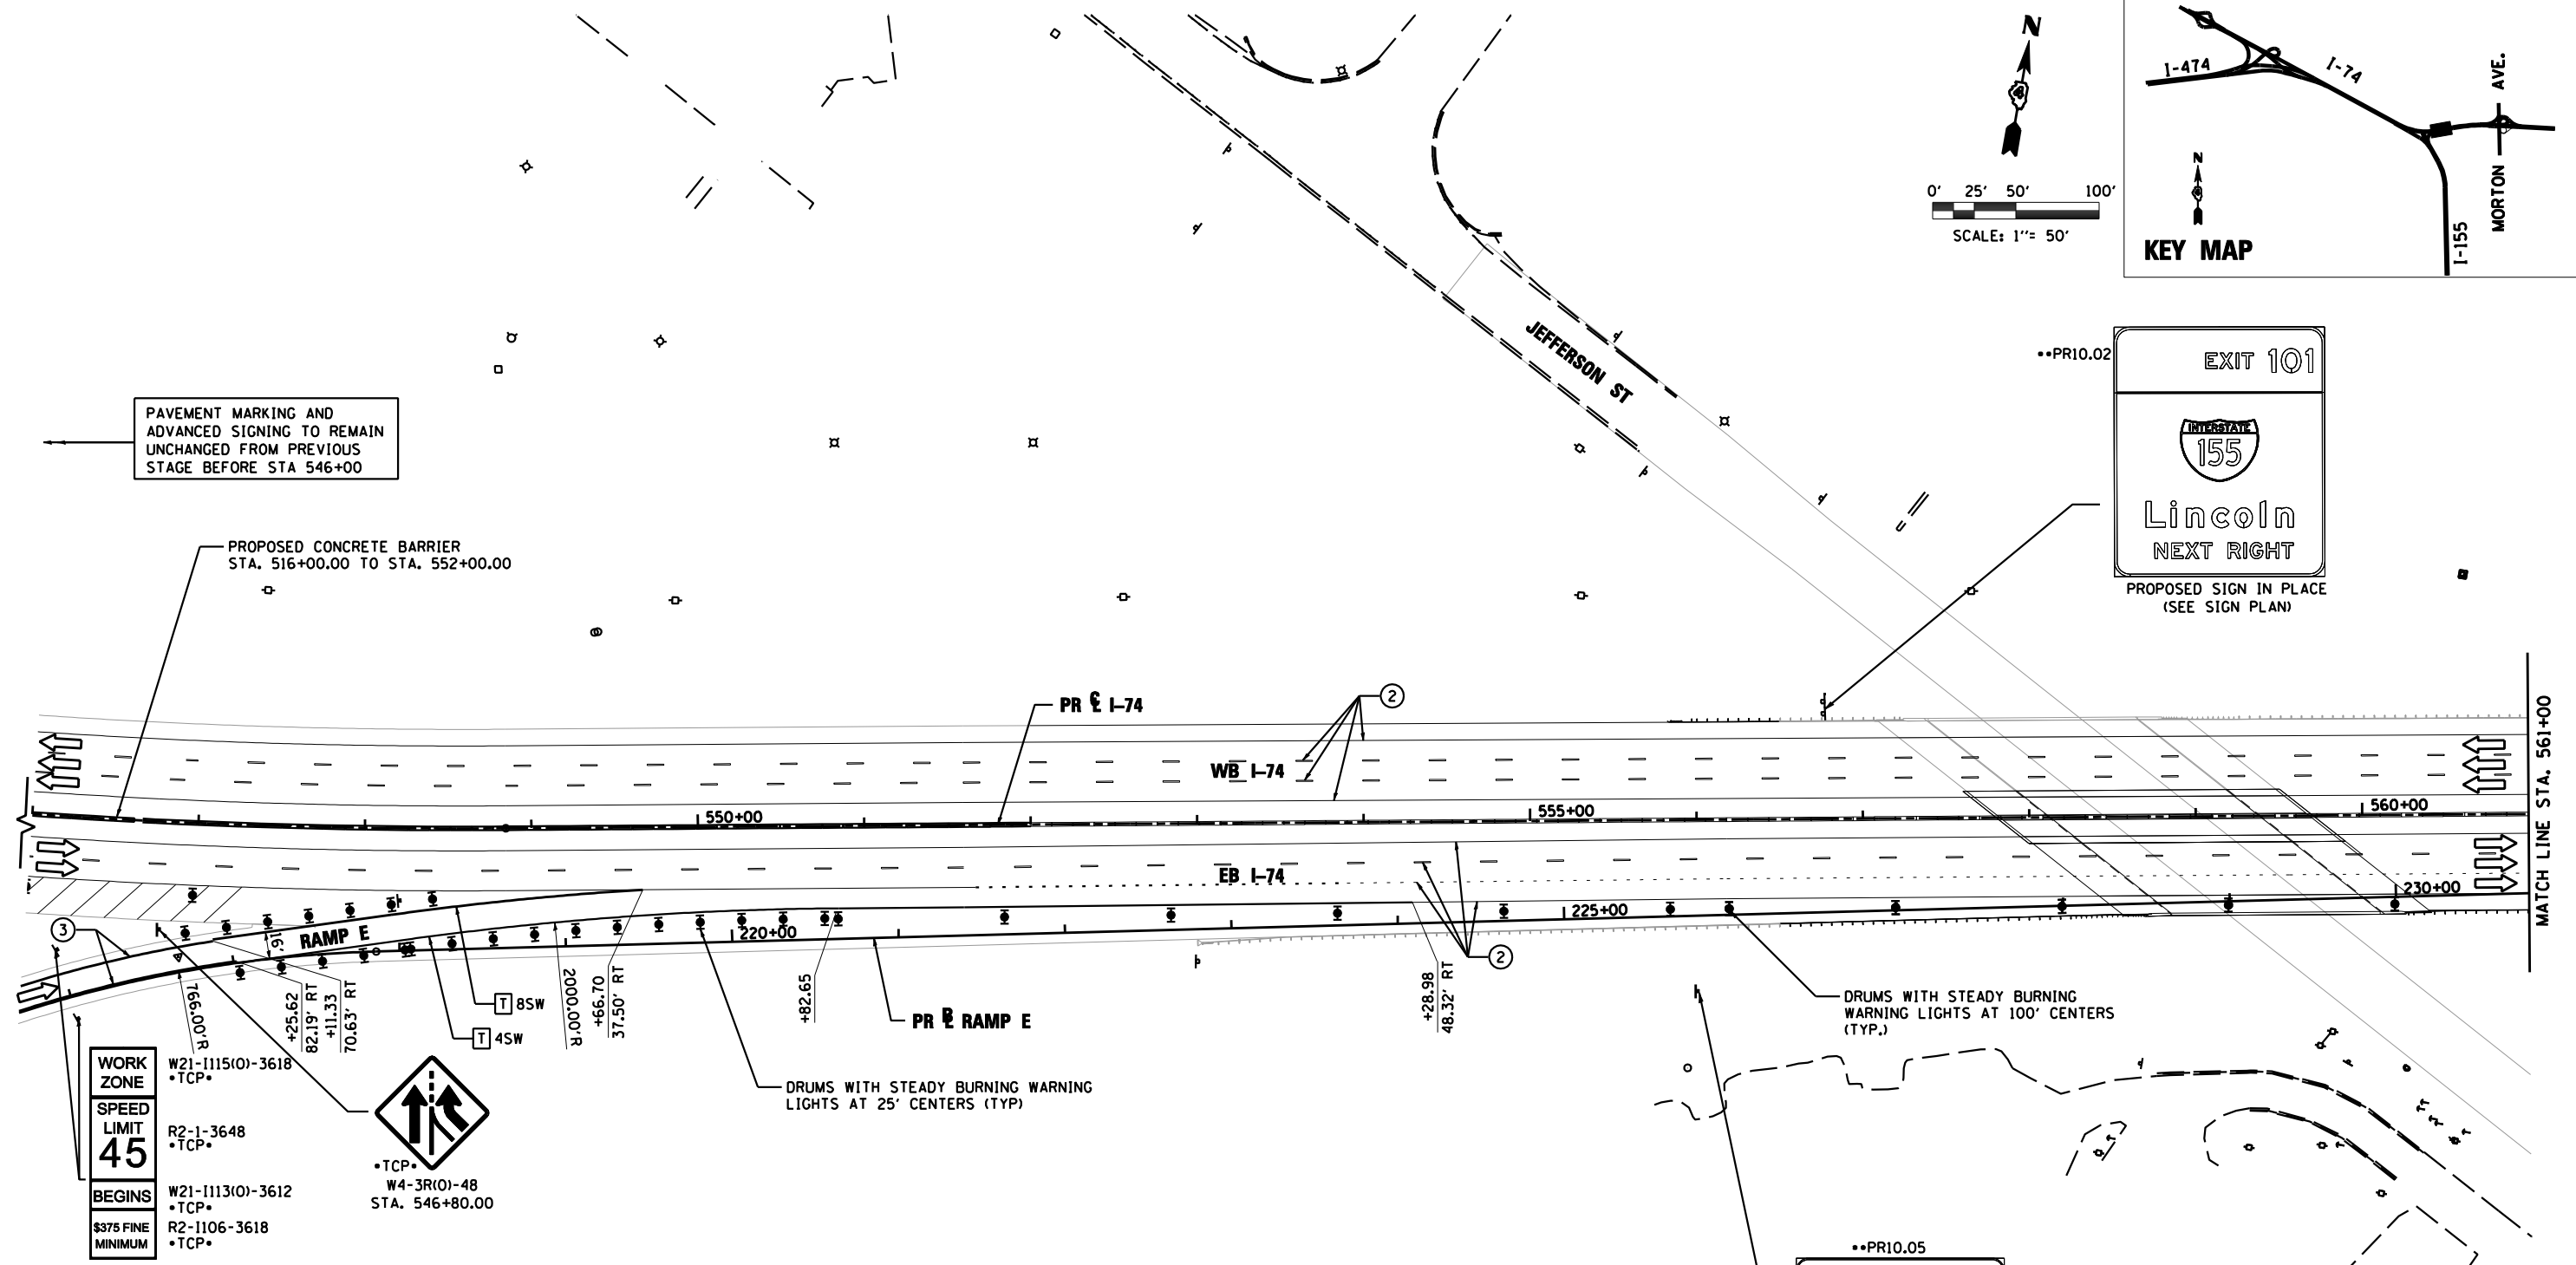 N
0' 25' 50' 100'
SCALE: 1"= 50'
I-474
I-74
MORTON AVE.
N
I-155
KEY MAP
JEFFERSON ST
••PR10.02
EXIT 101
INTERSTATE
155
Lincoln
NEXT RIGHT
PROPOSED SIGN IN PLACE
(SEE SIGN PLAN)
PAVEMENT MARKING AND
ADVANCED SIGNING TO REMAIN
UNCHANGED FROM PREVIOUS
STAGE BEFORE STA 546+00
PROPOSED CONCRETE BARRIER
STA. 516+00.00 TO STA. 552+00.00
PR ℄ I-74
2
WB I-74
550+00
555+00
560+00
MATCH LINE STA. 561+00
EB I-74
230+00
225+00
220+00
3
RAMP E
16'
2
766.00'R
+25.62
82.19' RT
+11.33
70.63' RT
T 8SW
T 4SW
2000.00'R
+66.70
37.50' RT
+82.65
PR BL RAMP E
+28.98
48.32' RT
DRUMS WITH STEADY BURNING
WARNING LIGHTS AT 100' CENTERS
(TYP.)
DRUMS WITH STEADY BURNING WARNING
LIGHTS AT 25' CENTERS (TYP)
WORK
ZONE
SPEED
LIMIT
45
BEGINS
$375 FINE
MINIMUM
W21-I115(O)-3618
•TCP•
R2-1-3648
•TCP•
W21-I113(O)-3612
•TCP•
R2-I106-3618
•TCP•
•TCP•
W4-3R(O)-48
STA. 546+80.00
••PR10.05